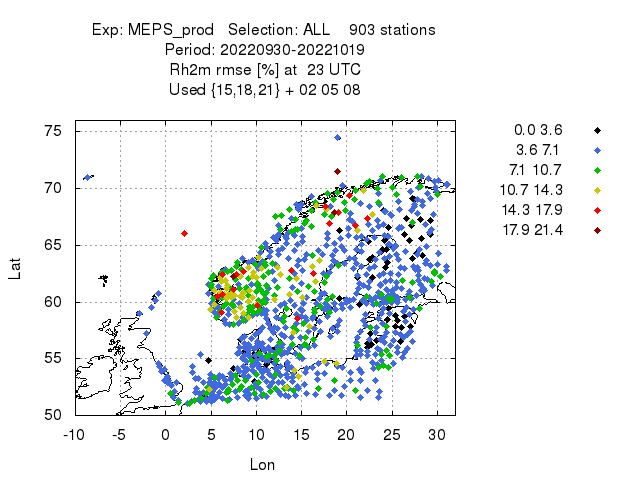 Exp: MEPS_prod   Selection: ALL    903 stations
Period: 20220930-20221019
Rh2m rmse [%] at  23 UTC
Used {15,18,21} + 02 05 08
0.0 3.6
3.6 7.1
7.1 10.7
10.7 14.3
14.3 17.9
17.9 21.4
75
70
65
60
55
50
Lat
-10 -5 0 5 10 15 20 25 30
Lon